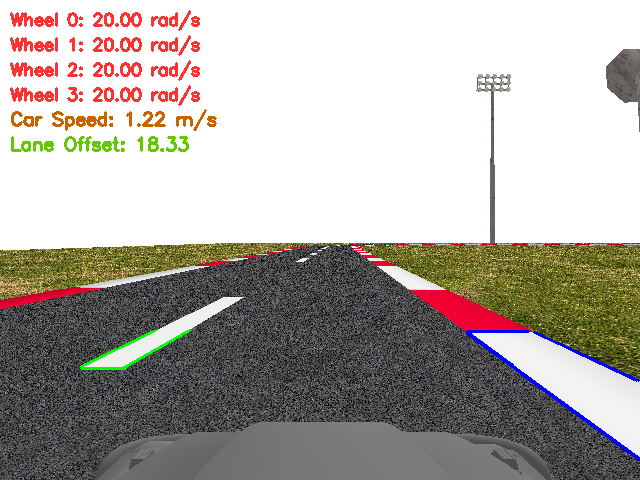 Wheel 0: 20.00 rad/s
Wheel 1: 20.00 rad/s
Wheel 2: 20.00 rad/s
Wheel 3: 20.00 rad/s
Car Speed: 1.22 m/s
Lane Offset: 18.33